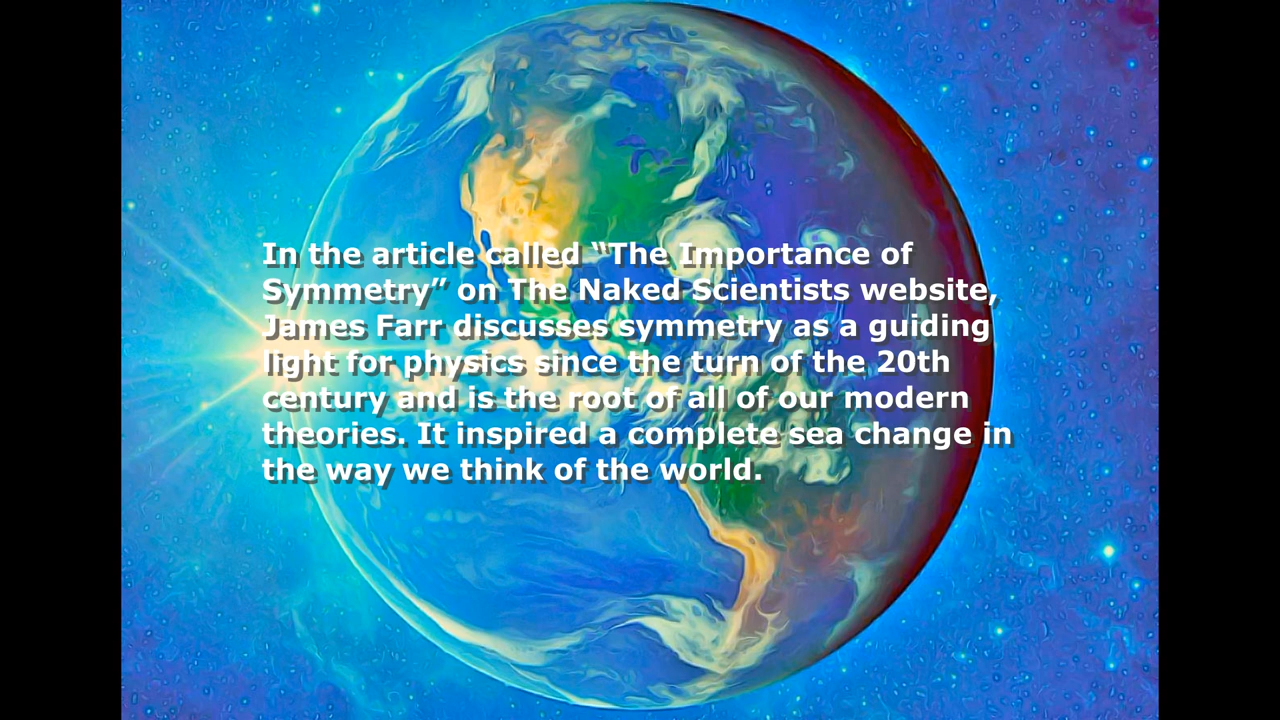 In the article called “The Importance of
Symmetry” on The Naked Scientists website,
James Farr discusses symmetry as a guiding
light for physics since the turn of the 20th
century and is the root of all of our modern
theories. It inspired a complete sea change in
the way we think of the world.